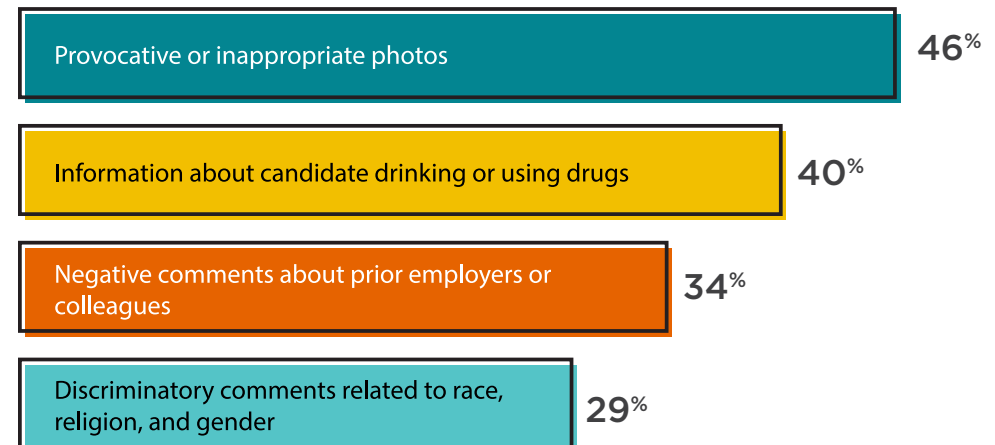 Provocative or inappropriate photos
46%
Information about candidate drinking or using drugs
40%
Negative comments about prior employers or
colleagues
34%
Discriminatory comments related to race,
religion, and gender
29%